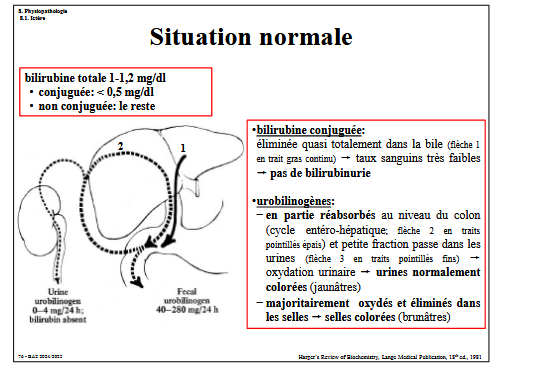 8. Physiopathologie
8.1. Ictère
Situation normale
bilirubine totale 1-1,2 mg/dl
• conjuguée: < 0,5 mg/dl
• non conjuguée: le reste
2
1
Urine
urobilinogen
0–4 mg/24 h;
bilirubin absent
Fecal
urobilinogen
40–280 mg/24 h
•bilirubine conjuguée:
éliminée quasi totalement dans la bile (flèche 1
en trait gras continu) → taux sanguins très faibles
→ pas de bilirubinurie
•urobilinogènes:
– en partie réabsorbés au niveau du colon
(cycle entéro-hépatique; flèche 2 en traits
pointillés épais) et petite fraction passe dans les
urines (flèche 3 en traits pointillés fins) →
oxydation urinaire → urines normalement
colorées (jaunâtres)
– majoritairement oxydés et éliminés dans
les selles → selles colorées (brunâtres)
70 - GAT 2024/2025
Harper's Review of Biochemistry, Lange Medical Publication, 18th ed., 1981